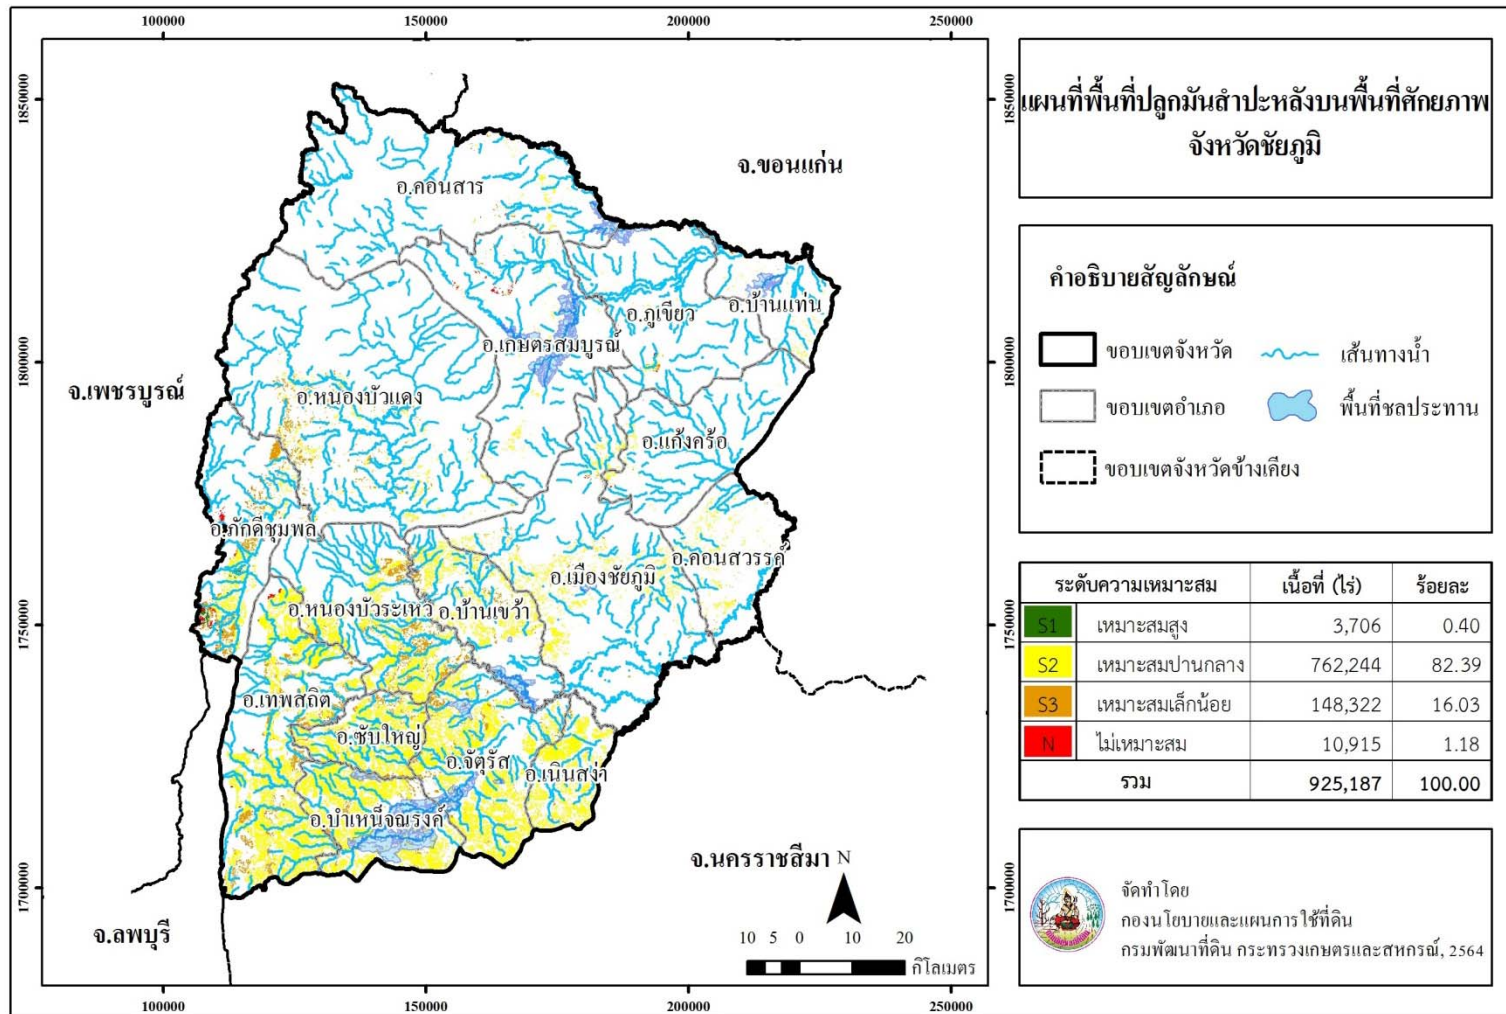 100000 150000 200000 250000
1850000
1800000
1750000
1700000
จ.ขอนแก่น
อ.คอนสาร
อ.ภูเขียว
อ.บ้านแท่น
อ.เกษตรสมบูรณ์
จ.เพชรบูรณ์
อ.หนองบัวแดง
อ.แก้งคร้อ
อ.ภักดีชุมพล
อ.คอนสวรรค์
อ.เมืองชัยภูมิ
อ.หนองบัวระเหว
อ.บ้านเขว้า
อ.เทพสถิต
อ.ซับใหญ่
อ.จัตุรัส
อ.เนินสง่า
อ.บำเหน็จณรงค์
จ.นครราชสีมา
N
จ.ลพบุรี
10 5 0 10 20
กิโลเมตร
100000 150000 200000 250000
1850000
1800000
1750000
1700000
แผนที่พื้นที่ปลูกมันสำปะหลังบนพื้นที่ศักยภาพ
จังหวัดชัยภูมิ
คำอธิบายสัญลักษณ์
ขอบเขตจังหวัด เส้นทางน้ำ
ขอบเขตอำเภอ พื้นที่ชลประทาน
ขอบเขตจังหวัดข้างเคียง
ระดับความเหมาะสม เนื้อที่ (ไร่) ร้อยละ
S1 เหมาะสมสูง 3,706 0.40
S2 เหมาะสมปานกลาง 762,244 82.39
S3 เหมาะสมเล็กน้อย 148,322 16.03
N ไม่เหมาะสม 10,915 1.18
รวม 925,187 100.00
จัดทำโดย
กองนโยบายและแผนการใช้ที่ดิน
กรมพัฒนาที่ดิน กระทรวงเกษตรและสหกรณ์, 2564